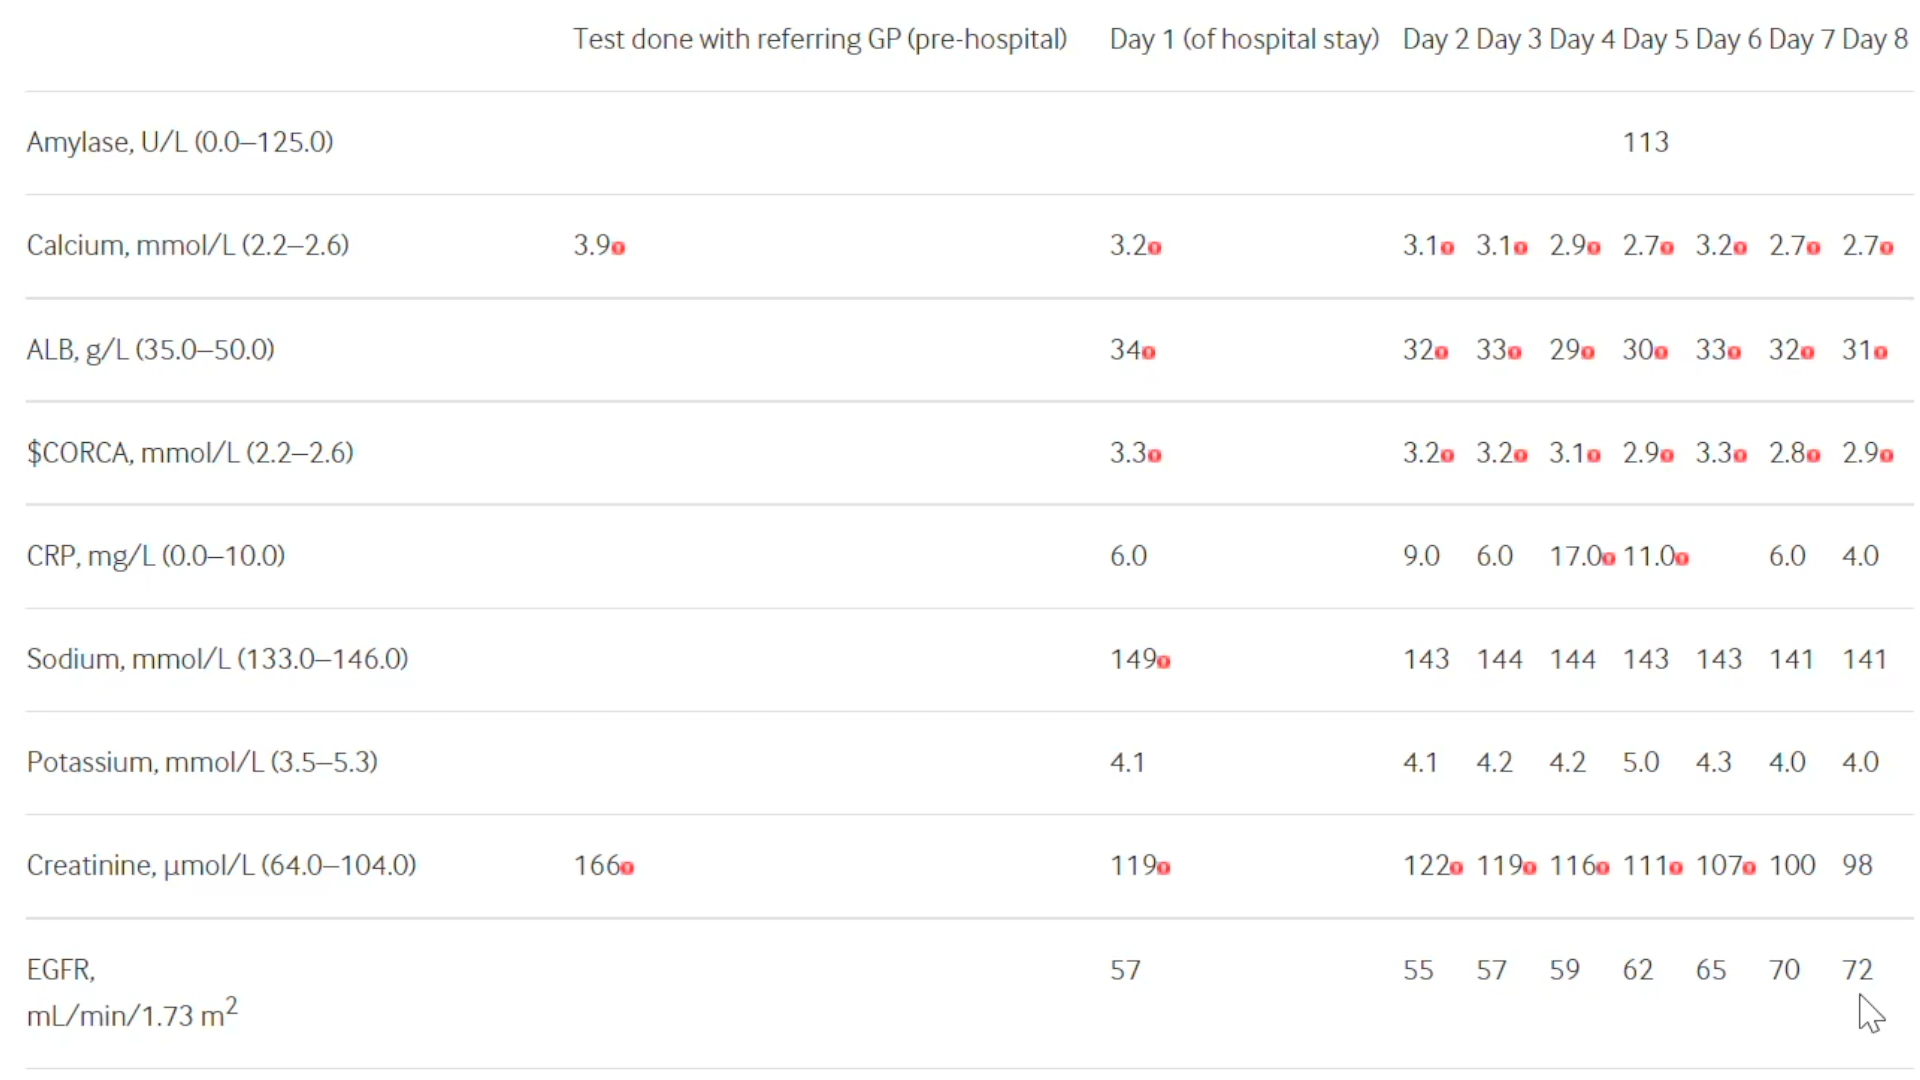 Test done with referring GP (pre-hospital) Day 1 (of hospital stay) Day 2 Day 3 Day 4 Day 5 Day 6 Day 7 Day 8
Amylase, U/L (0.0–125.0) 113
Calcium, mmol/L (2.2–2.6) 3.9 3.2 3.1 3.1 2.9 2.7 3.2 2.7 2.7
ALB, g/L (35.0–50.0) 34 32 33 29 30 33 32 31
$CORCA, mmol/L (2.2–2.6) 3.3 3.2 3.2 3.1 2.9 3.3 2.8 2.9
CRP, mg/L (0.0–10.0) 6.0 9.0 6.0 17.0 11.0 6.0 4.0
Sodium, mmol/L (133.0–146.0) 149 143 144 144 143 143 141 141
Potassium, mmol/L (3.5–5.3) 4.1 4.1 4.2 4.2 5.0 4.3 4.0 4.0
Creatinine, µmol/L (64.0–104.0) 166 119 122 119 116 111 107 100 98
EGFR, 57 55 57 59 62 65 70 72
mL/min/1.73 m²